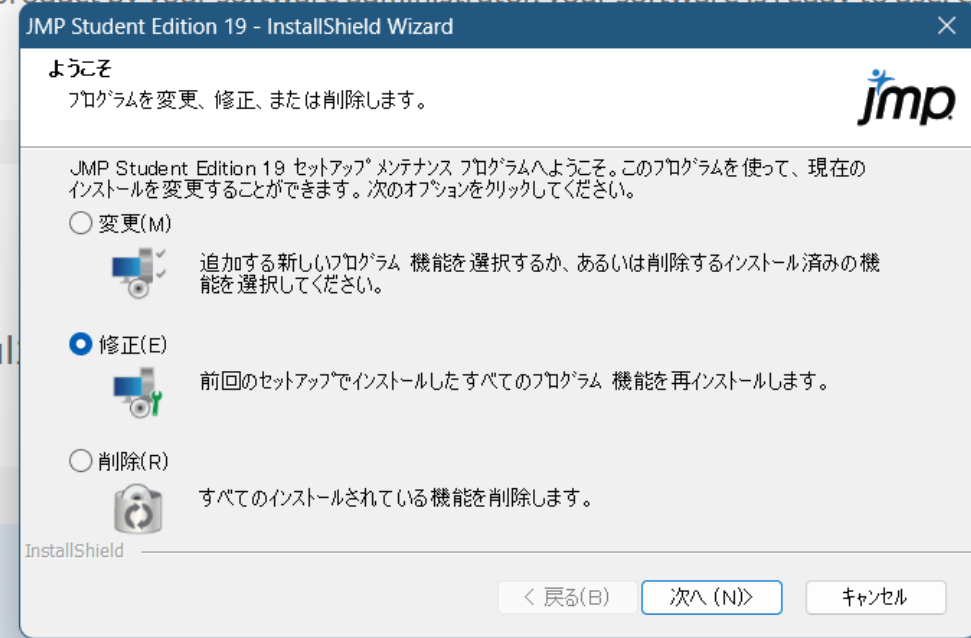 JMP Student Edition 19 - InstallShield Wizard
ようこそ
プログラムを変更、修正、または削除します。
jmp
JMP Student Edition 19 セットアップ メンテナンス プログラムへようこそ。このプログラムを使って、現在の
インストールを変更することができます。次のオプションをクリックしてください。
変更(M)
追加する新しいプログラム 機能を選択するか、あるいは削除するインストール済みの機
能を選択してください。
修正(E)
前回のセットアップでインストールしたすべてのプログラム 機能を再インストールします。
削除(R)
すべてのインストールされている機能を削除します。
InstallShield
< 戻る(B)
次へ (N)>
キャンセル